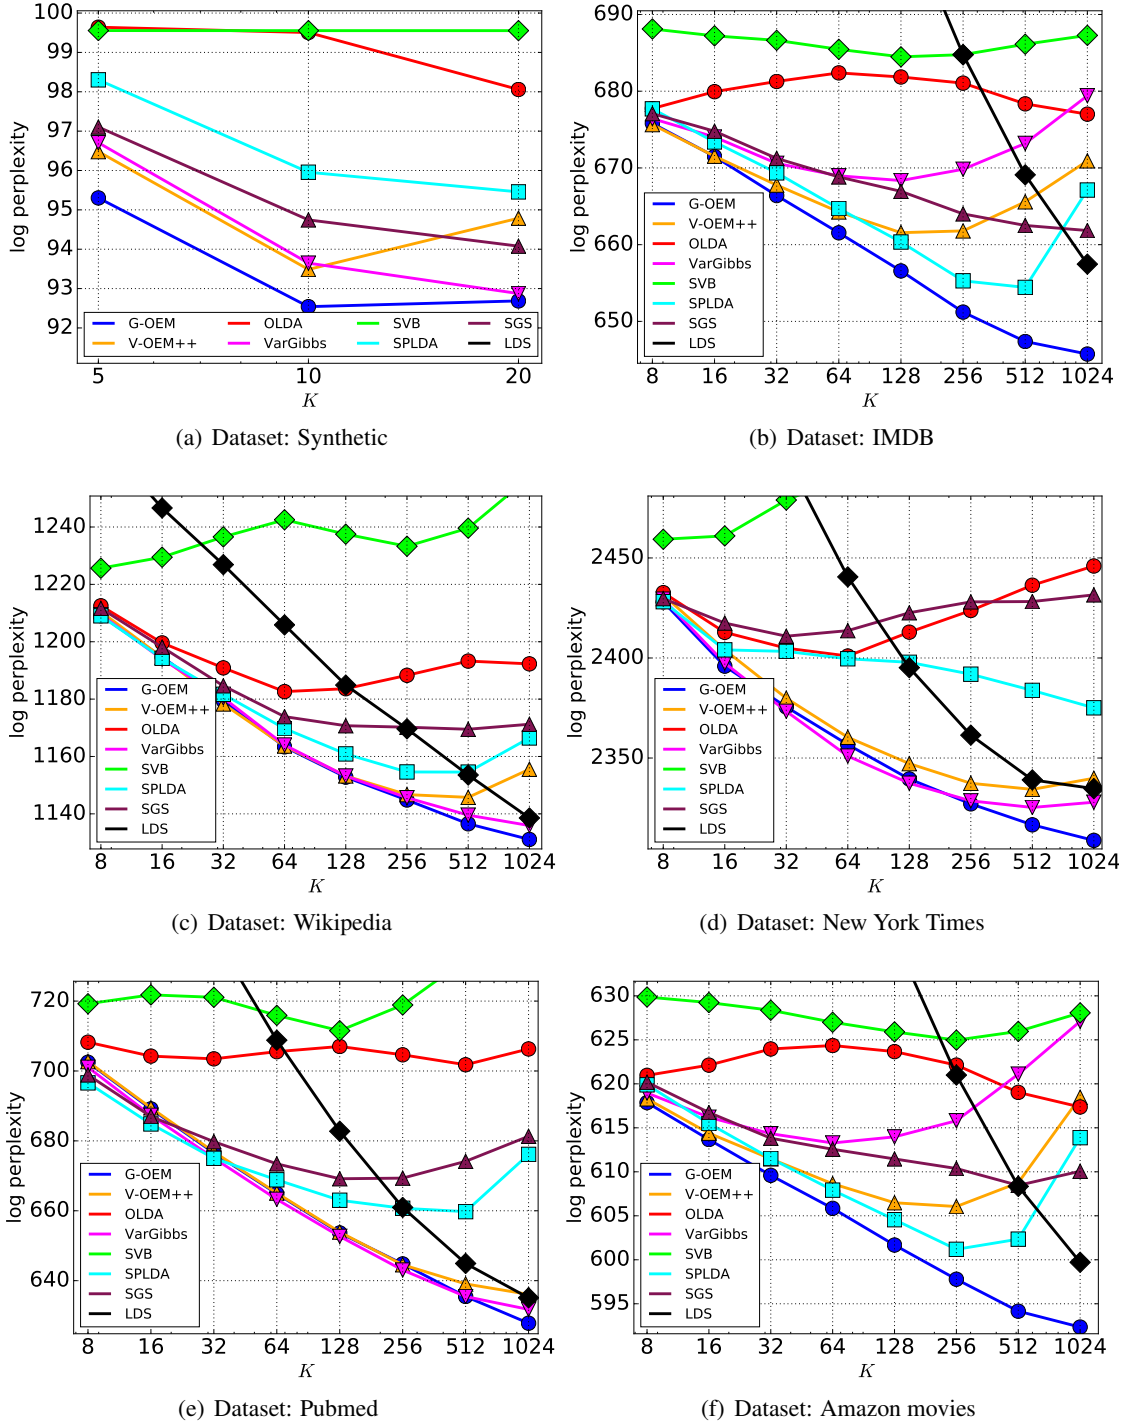 100
99
98
97
96
95
94
93
92
log perplexity
G-OEM
V-OEM++
OLDA
VarGibbs
SVB
SPLDA
SGS
LDS
5 10 20
K
(a) Dataset: Synthetic
690
680
670
660
650
log perplexity
G-OEM
V-OEM++
OLDA
VarGibbs
SVB
SPLDA
SGS
LDS
8 16 32 64 128 256 512 1024
K
(b) Dataset: IMDB
1240
1220
1200
1180
1160
1140
log perplexity
G-OEM
V-OEM++
OLDA
VarGibbs
SVB
SPLDA
SGS
LDS
8 16 32 64 128 256 512 1024
K
(c) Dataset: Wikipedia
2450
2400
2350
log perplexity
G-OEM
V-OEM++
OLDA
VarGibbs
SVB
SPLDA
SGS
LDS
8 16 32 64 128 256 512 1024
K
(d) Dataset: New York Times
720
700
680
660
640
log perplexity
G-OEM
V-OEM++
OLDA
VarGibbs
SVB
SPLDA
SGS
LDS
8 16 32 64 128 256 512 1024
K
(e) Dataset: Pubmed
630
625
620
615
610
605
600
595
log perplexity
G-OEM
V-OEM++
OLDA
VarGibbs
SVB
SPLDA
SGS
LDS
8 16 32 64 128 256 512 1024
K
(f) Dataset: Amazon movies